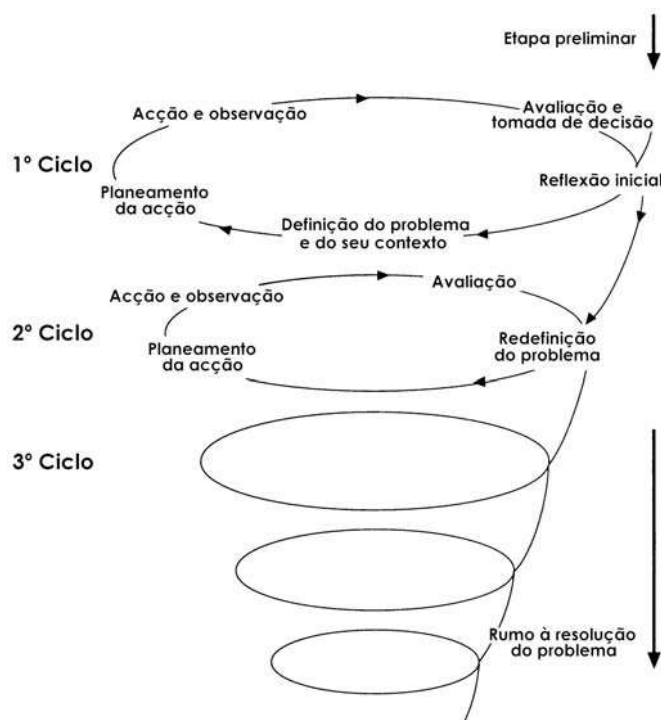 Etapa preliminar
Acção e observação
Avaliação e
tomada de decisão
1º Ciclo
Reflexão inicial
Planeamento
da acção
Definição do problema
e do seu contexto
Acção e observação
Avaliação
2º Ciclo
Planeamento
da acção
Redefinição
do problema
3º Ciclo
Rumo à resolução
do problema